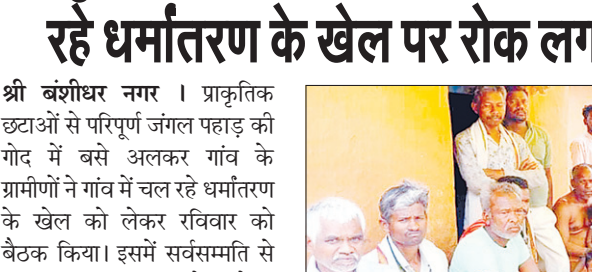 रहे धर्मांतरण के खेल पर रोक लग
श्री बंशीधर नगर । प्राकृतिक
छटाओं से परिपूर्ण जंगल पहाड़ की
गोद में बसे अलकर गांव के
ग्रामीणों ने गांव में चल रहे धर्मांतरण
के खेल को लेकर रविवार को
बैठक किया। इसमें सर्वसम्मति से